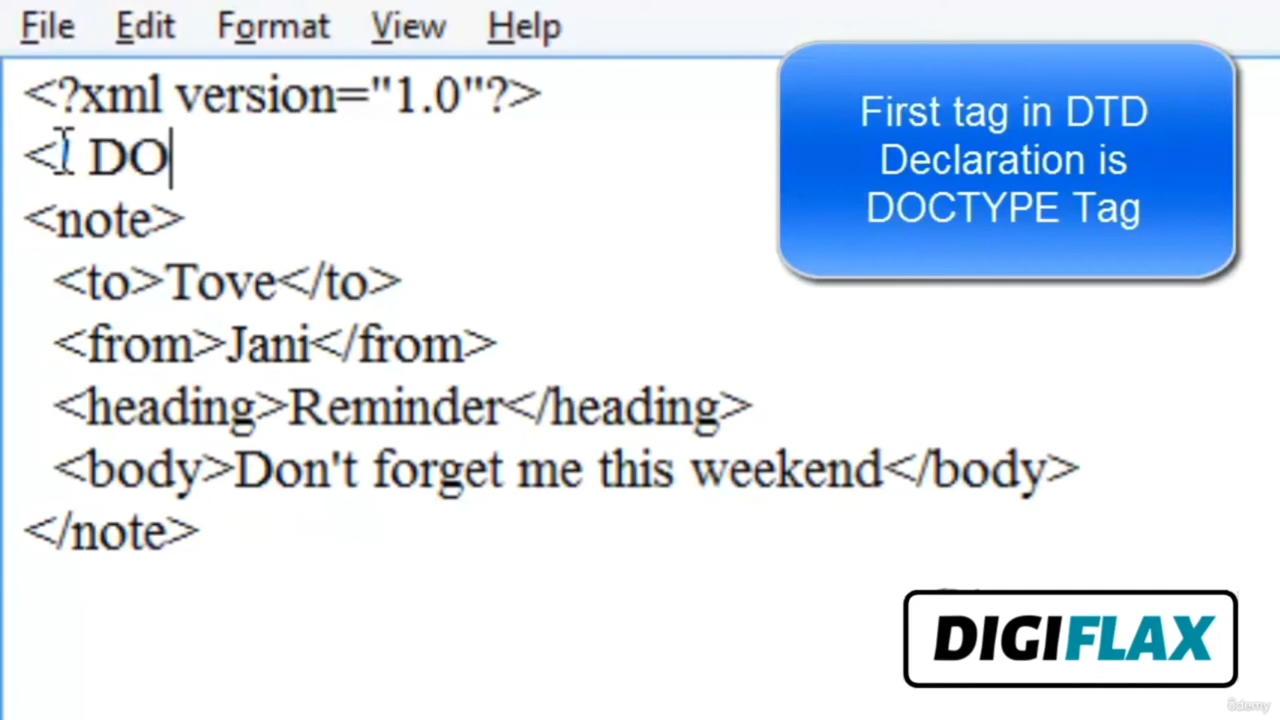 File Edit Format View Help
<?xml version="1.0"?>
<! DO
<note>
<to>Tove</to>
<from>Jani</from>
<heading>Reminder</heading>
<body>Don't forget me this weekend</body>
</note>
First tag in DTD
Declaration is
DOCTYPE Tag
DIGIFLAX
ûdemy